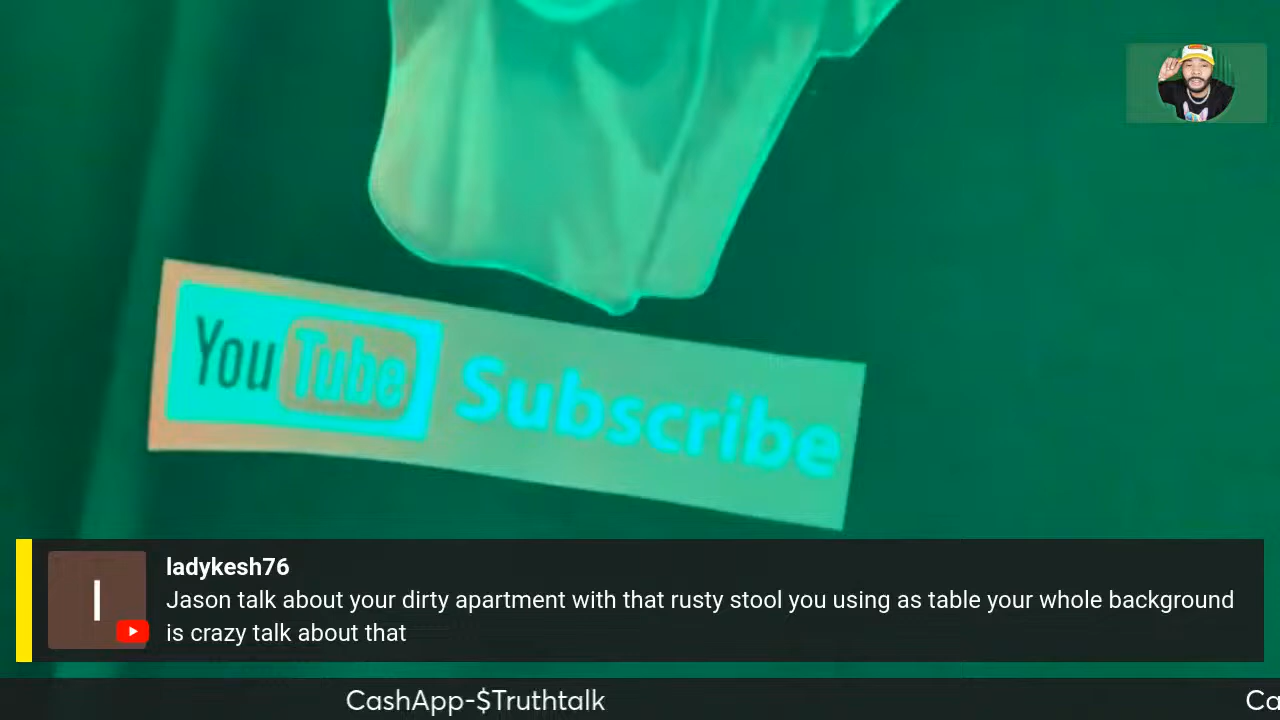 YouTube Subscribe
ladykesh76
Jason talk about your dirty apartment with that rusty stool you using as table your whole background
is crazy talk about that
CashApp-$Truthtalk
Ca